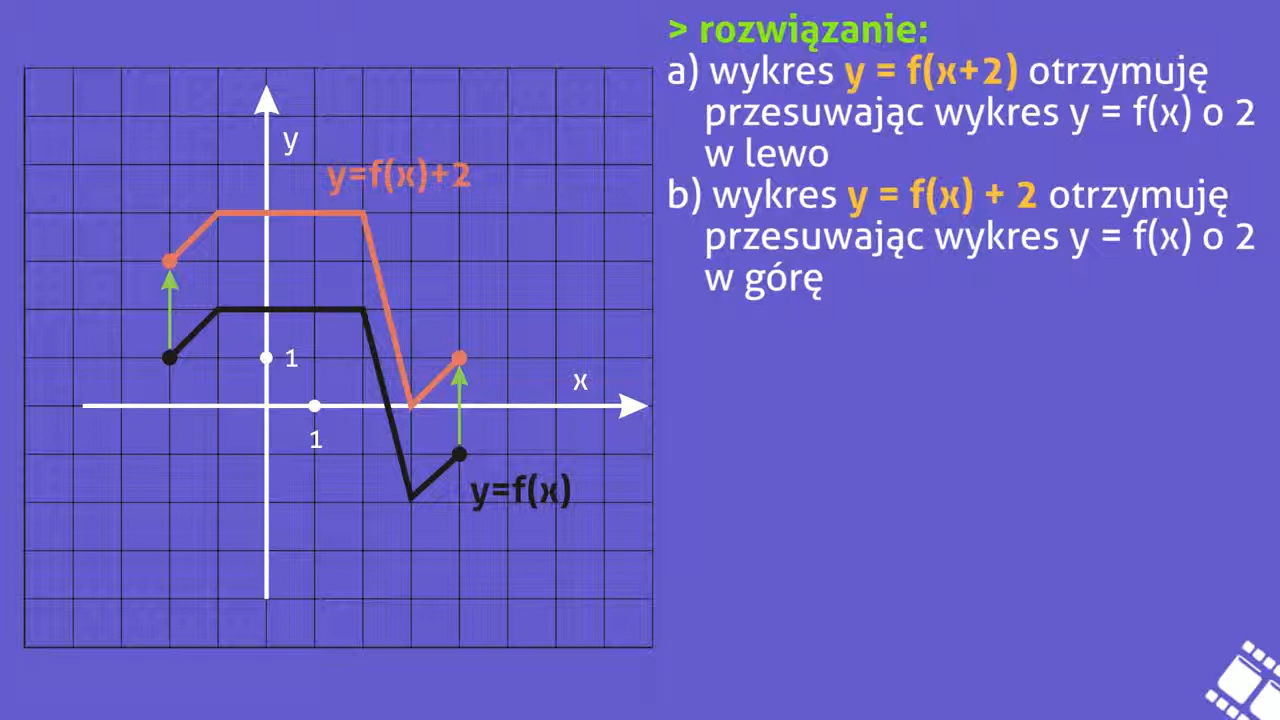 > rozwiązanie:
a) wykres y = f(x+2) otrzymuję
przesuwając wykres y = f(x) o 2
w lewo
b) wykres y = f(x) + 2 otrzymuję
przesuwając wykres y = f(x) o 2
w górę
y
y=f(x)+2
1
x
1
y=f(x)